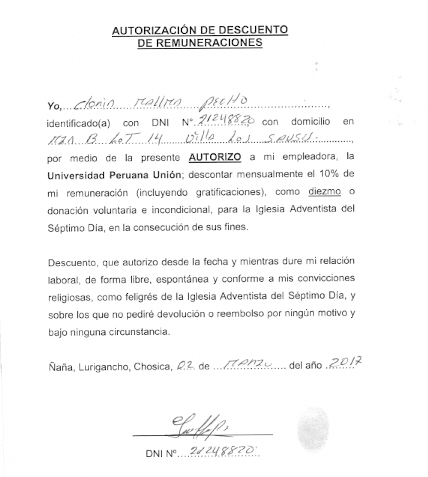 AUTORIZACIÓN DE DESCUENTO
DE REMUNERACIONES
Yo, Gloria MALLMA PECHO
identificado(a) con DNI N° 21248820 con domicilio en
MZA B LOT 14 Villa Los SAUSES
por medio de la presente AUTORIZO a mi empleadora, la
Universidad Peruana Unión; descontar mensualmente el 10% de
mi remuneración (incluyendo gratificaciones), como diezmo o
donación voluntaria e incondicional, para la Iglesia Adventista del
Séptimo Día, en la consecución de sus fines.
Descuento, que autorizo desde la fecha y mientras dure mi relación
laboral, de forma libre, espontánea y conforme a mis convicciones
religiosas, como feligrés de la Iglesia Adventista del Séptimo Día, y
sobre los que no pediré devolución o reembolso por ningún motivo y
bajo ninguna circunstancia.
Ñaña, Lurigancho, Chosica, 02 de MARZO del año 2017
DNI N° 21248820